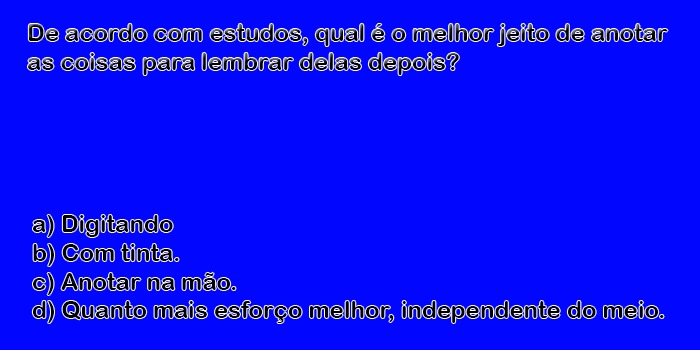 De acordo com estudos, qual é o melhor jeito de anotar
as coisas para lembrar delas depois?
a) Digitando
b) Com tinta.
c) Anotar na mão.
d) Quanto mais esforço melhor, independente do meio.